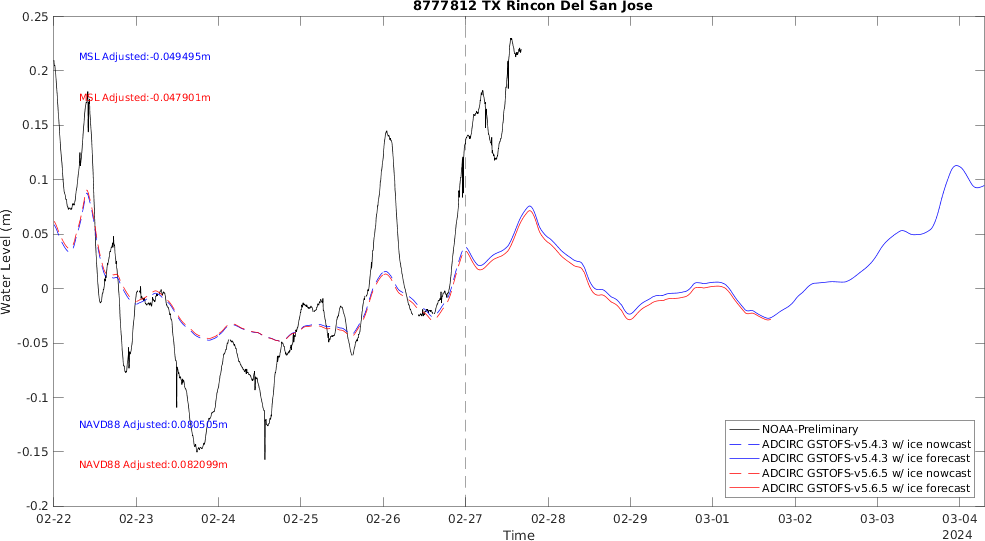 8777812 TX Rincon Del San Jose
0.25
0.2
0.15
0.1
0.05
0
-0.05
-0.1
-0.15
-0.2
Water Level (m)
MSL Adjusted:-0.049495m
MSL Adjusted:-0.047901m
NAVD88 Adjusted:0.080505m
NAVD88 Adjusted:0.082099m
NOAA-Preliminary
ADCIRC GSTOFS-v5.4.3 w/ ice nowcast
ADCIRC GSTOFS-v5.4.3 w/ ice forecast
ADCIRC GSTOFS-v5.6.5 w/ ice nowcast
ADCIRC GSTOFS-v5.6.5 w/ ice forecast
02-22 02-23 02-24 02-25 02-26 02-27 02-28 02-29 03-01 03-02 03-03 03-04
2024
Time